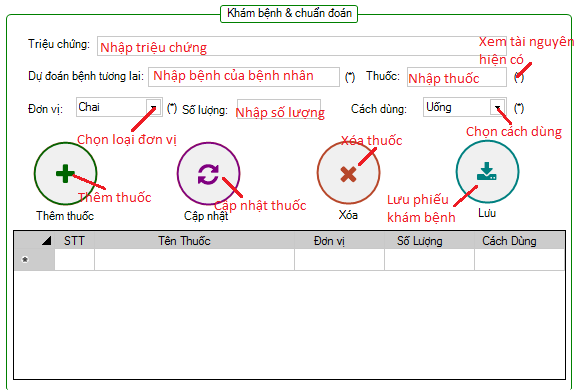 Khám bệnh & chuẩn đoán
Triệu chứng: Nhập triệu chứng
Xem tài nguyên
hiện có
Dự đoán bệnh tương lai: Nhập bệnh của bệnh nhân (*) Thuốc: Nhập thuốc (*)
Đơn vị: Chai (*) Số lượng: Nhập số lượng Cách dùng: Uống (*)
Chọn loại đơn vị Xóa thuốc Chọn cách dùng
Thêm thuốc Cập nhật thuốc Lưu phiếu
khám bệnh
Thêm thuốc Cập nhật Xóa Lưu
STT Tên Thuốc Đơn vị Số Lượng Cách Dùng